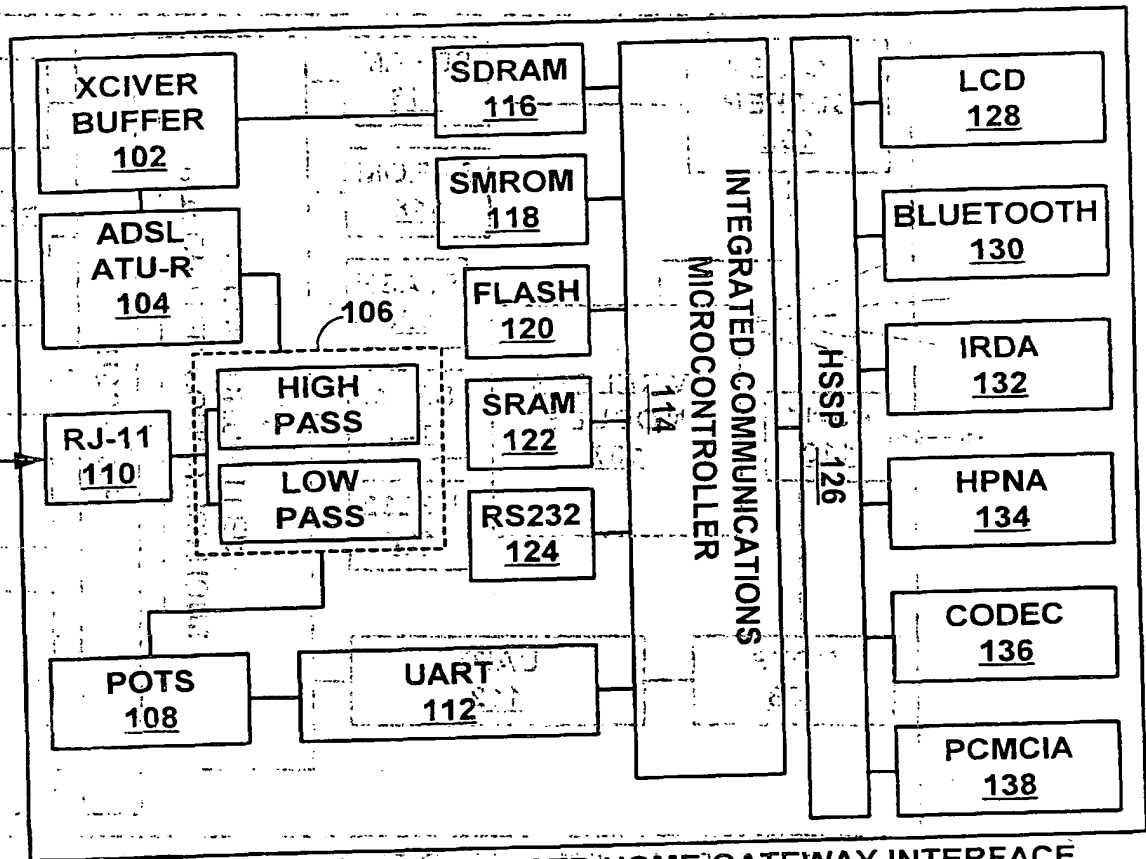 XCIVER
BUFFER
102
ADSL
ATU-R
104
106
HIGH
PASS
LOW
PASS
RJ-11
110
POTS
108
UART
112
SDRAM
116
SMROM
118
FLASH
120
SRAM
122
RS232
124
INTEGRATED COMMUNICATIONS
MICROCONTROLLER
114
HSSP 126
LCD
128
BLUETOOTH
130
IRDA
132
HPNA
134
CODEC
136
PCMCIA
138
HOME GATEWAY INTERFACE